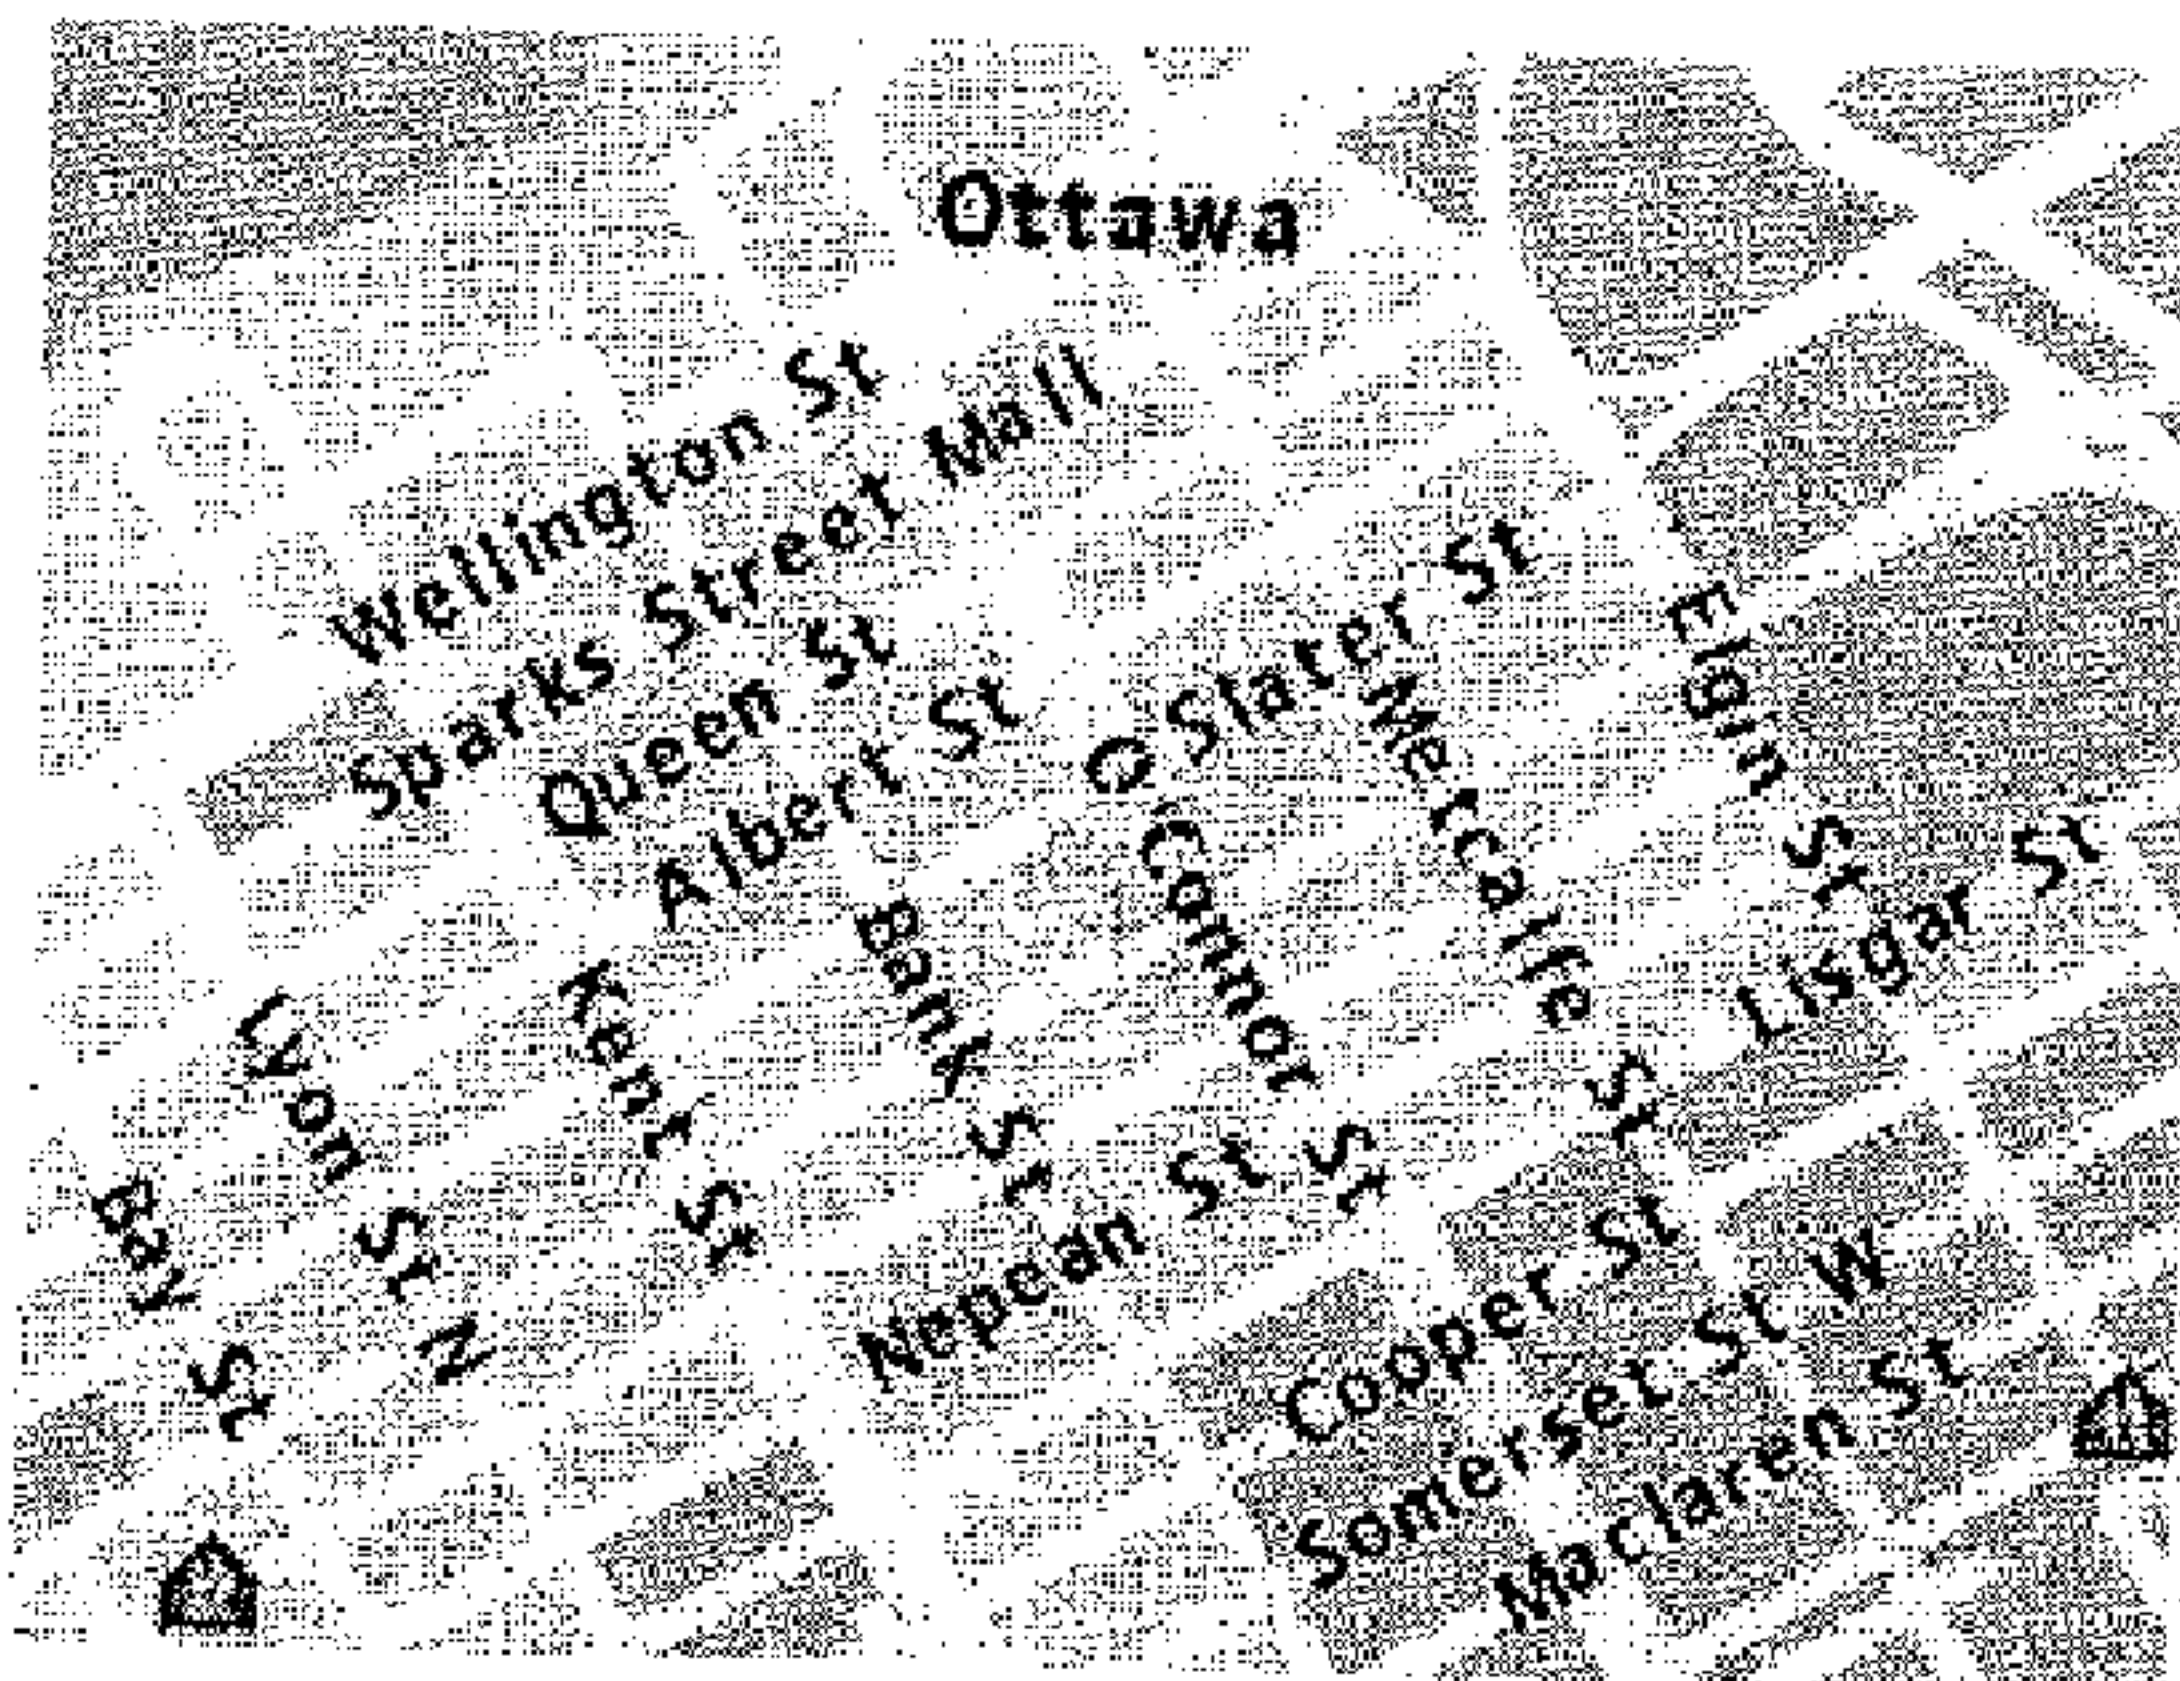 Ottawa
Wellington St
Sparks Street Mall
Queen St
Albert St
Slater St
O'Connor St
Metcalfe St
Elgin St
Lisgar St
Bank St
Kent St
Lyon St N
Bay St
Nepean St
Cooper St
Somerset St W
Maclaren St